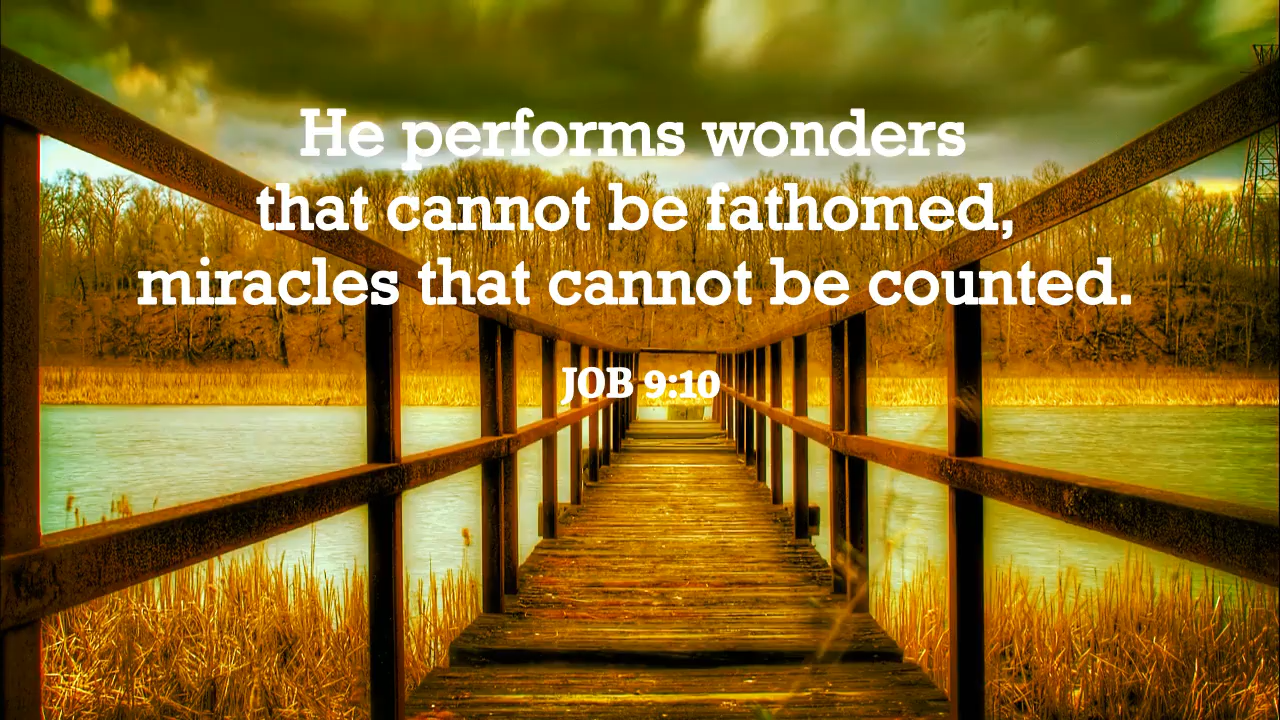 He performs wonders
that cannot be fathomed,
miracles that cannot be counted.
JOB 9:10